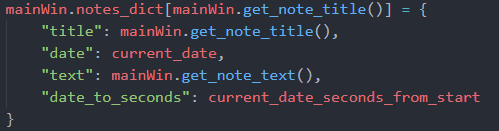 mainWin.notes_dict[mainWin.get_note_title()] = {
    "title": mainWin.get_note_title(),
    "date": current_date,
    "text": mainWin.get_note_text(),
    "date_to_seconds": current_date_seconds_from_start
}